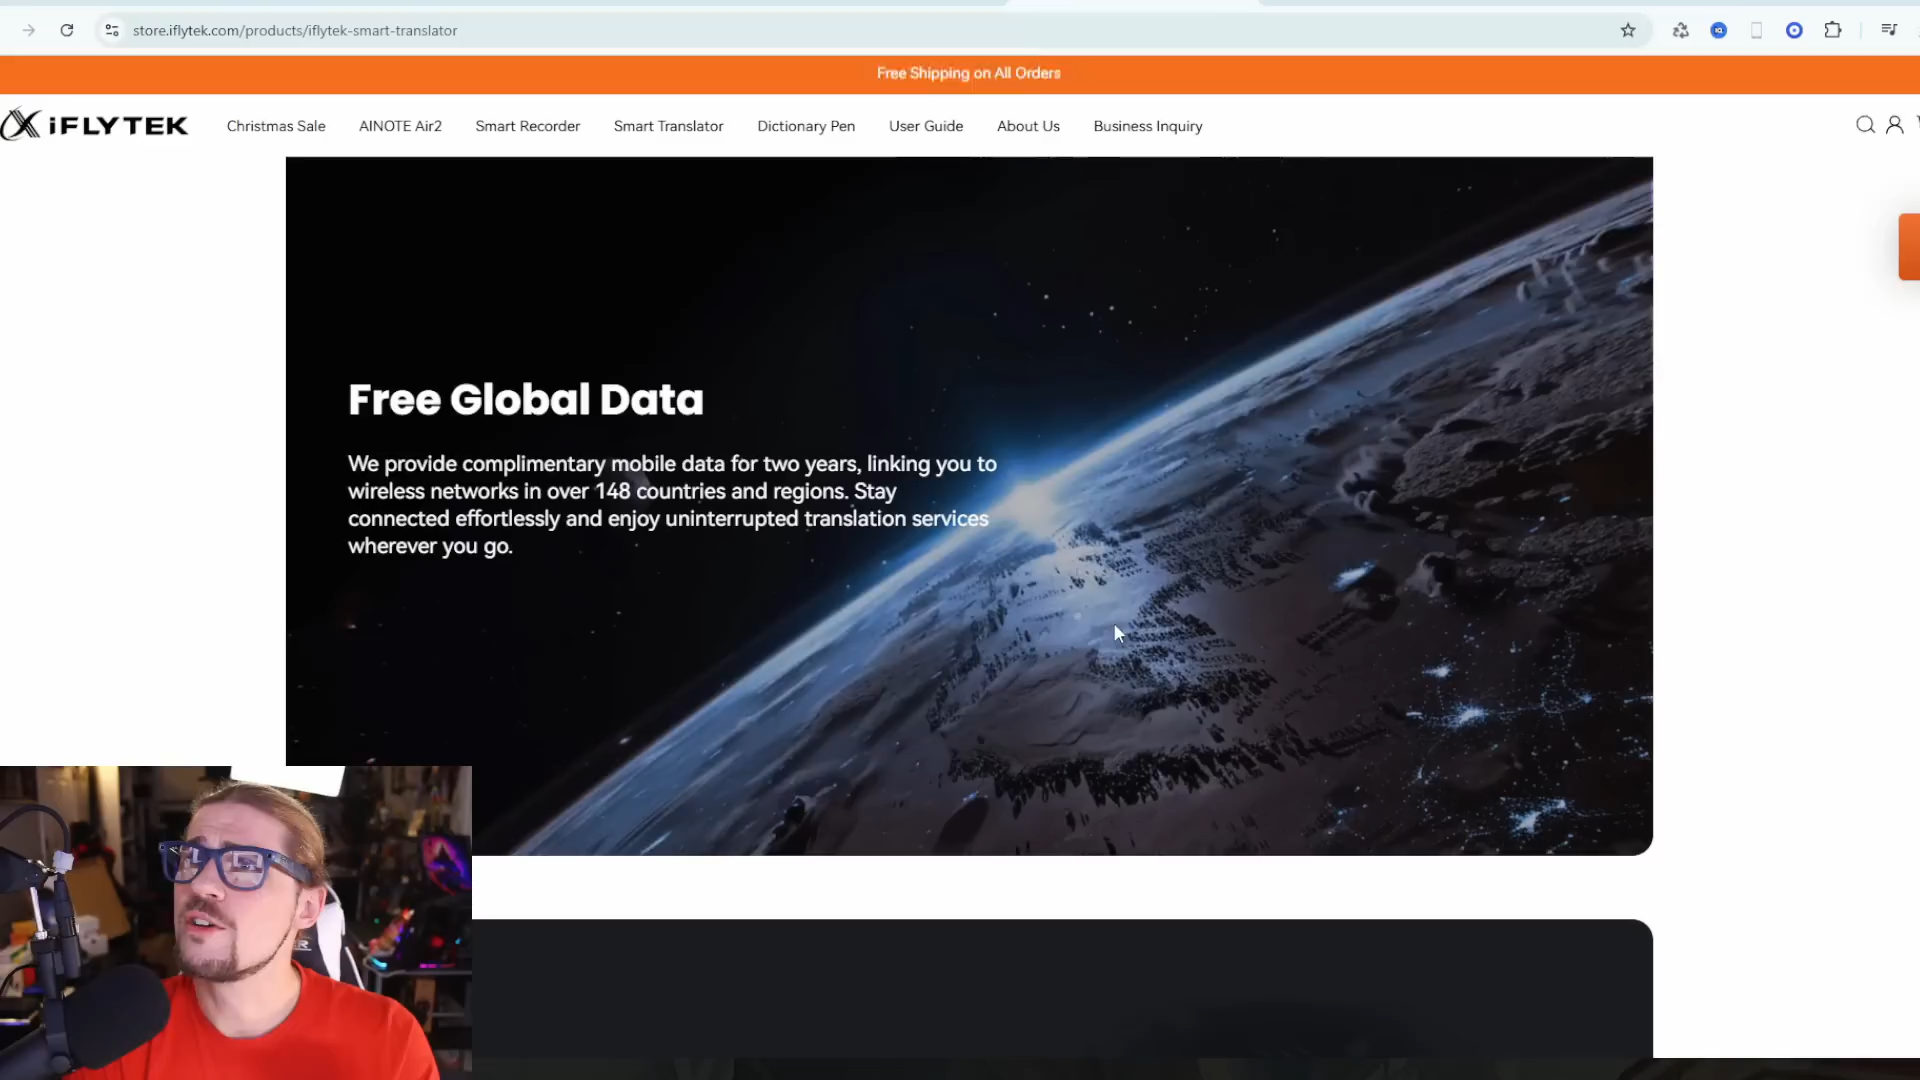 store.iflytek.com/products/iflytek-smart-translator
Free Shipping on All Orders
iFLYTEK
Christmas Sale
AINOTE Air2
Smart Recorder
Smart Translator
Dictionary Pen
User Guide
About Us
Business Inquiry
Free Global Data
We provide complimentary mobile data for two years, linking you to
wireless networks in over 148 countries and regions. Stay
connected effortlessly and enjoy uninterrupted translation services
wherever you go.